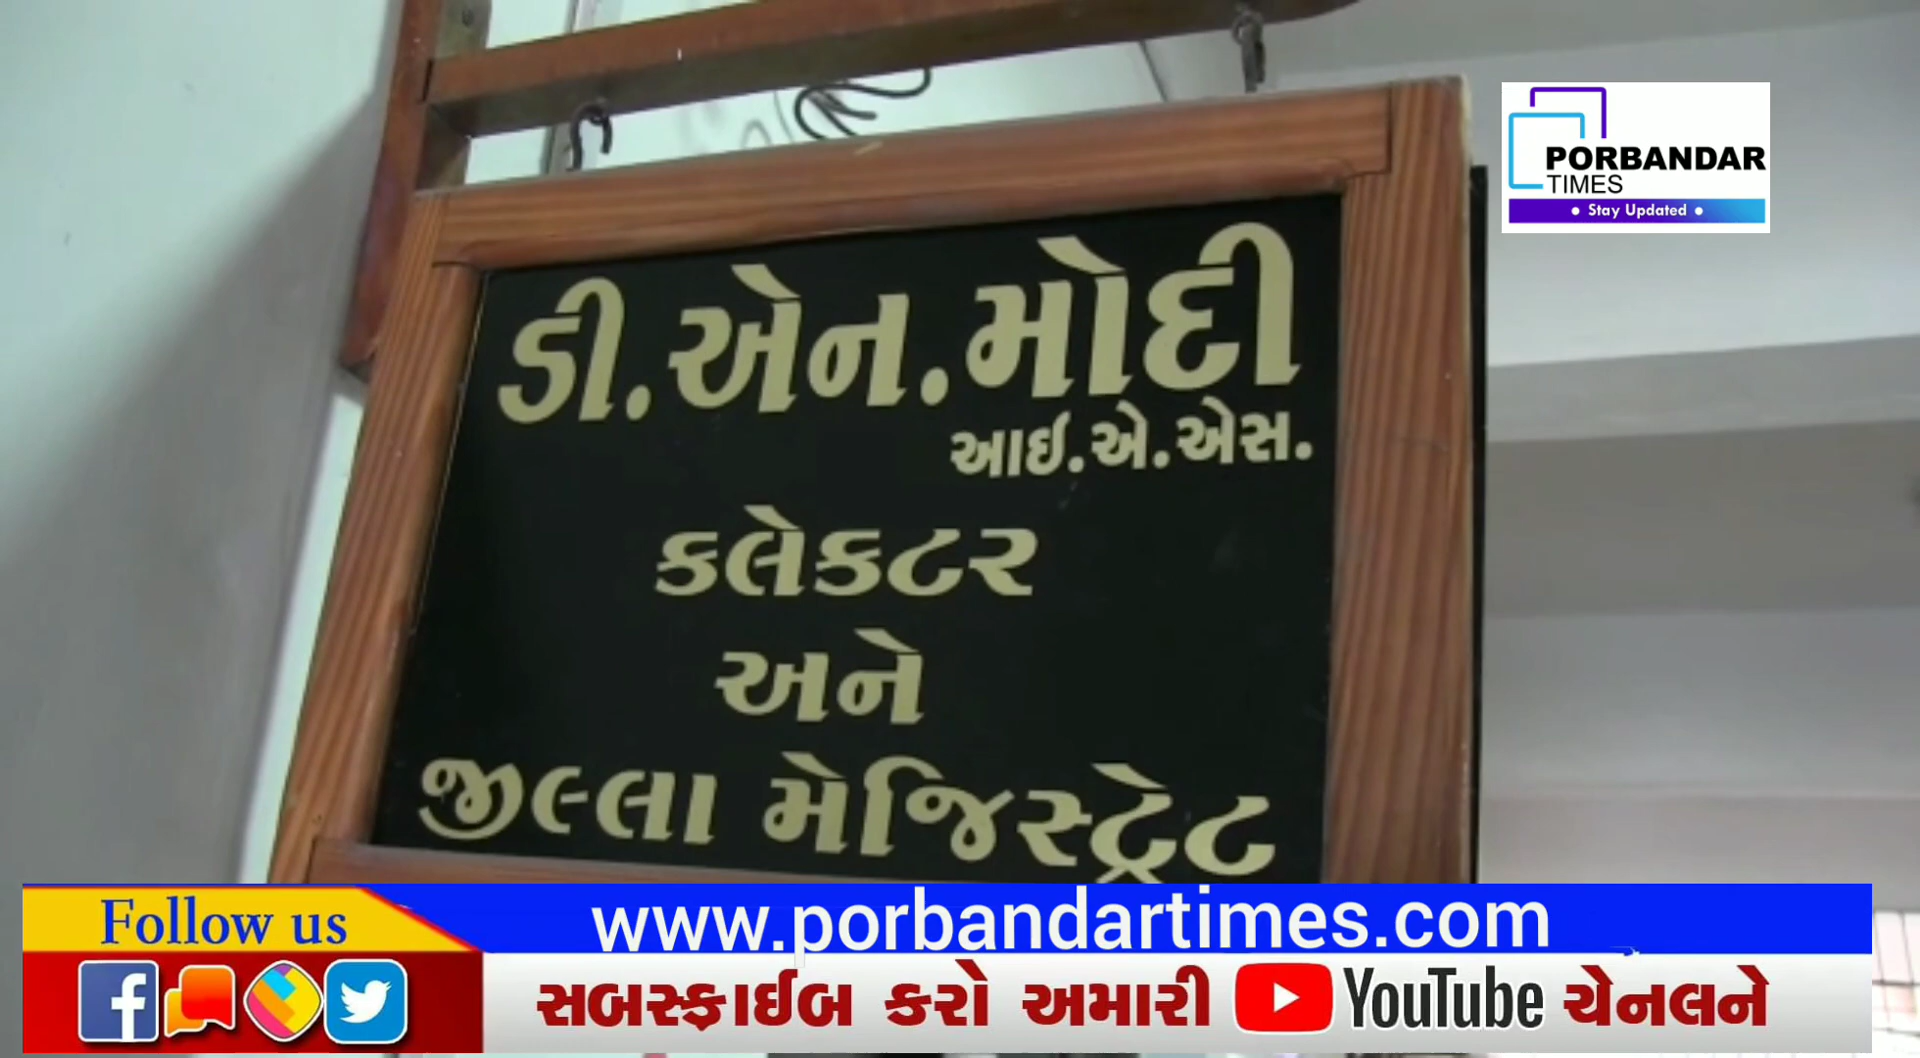 PORBANDAR
TIMES
• Stay Updated •
ડી.એન.મોદી
આઈ.એ.એસ.
કલેકટર
અને
જીલ્લા મેજિસ્ટ્રેટ
Follow us
www.porbandartimes.com
સબસ્ક્રાઈબ કરો અમારી YouTube ચેનલને